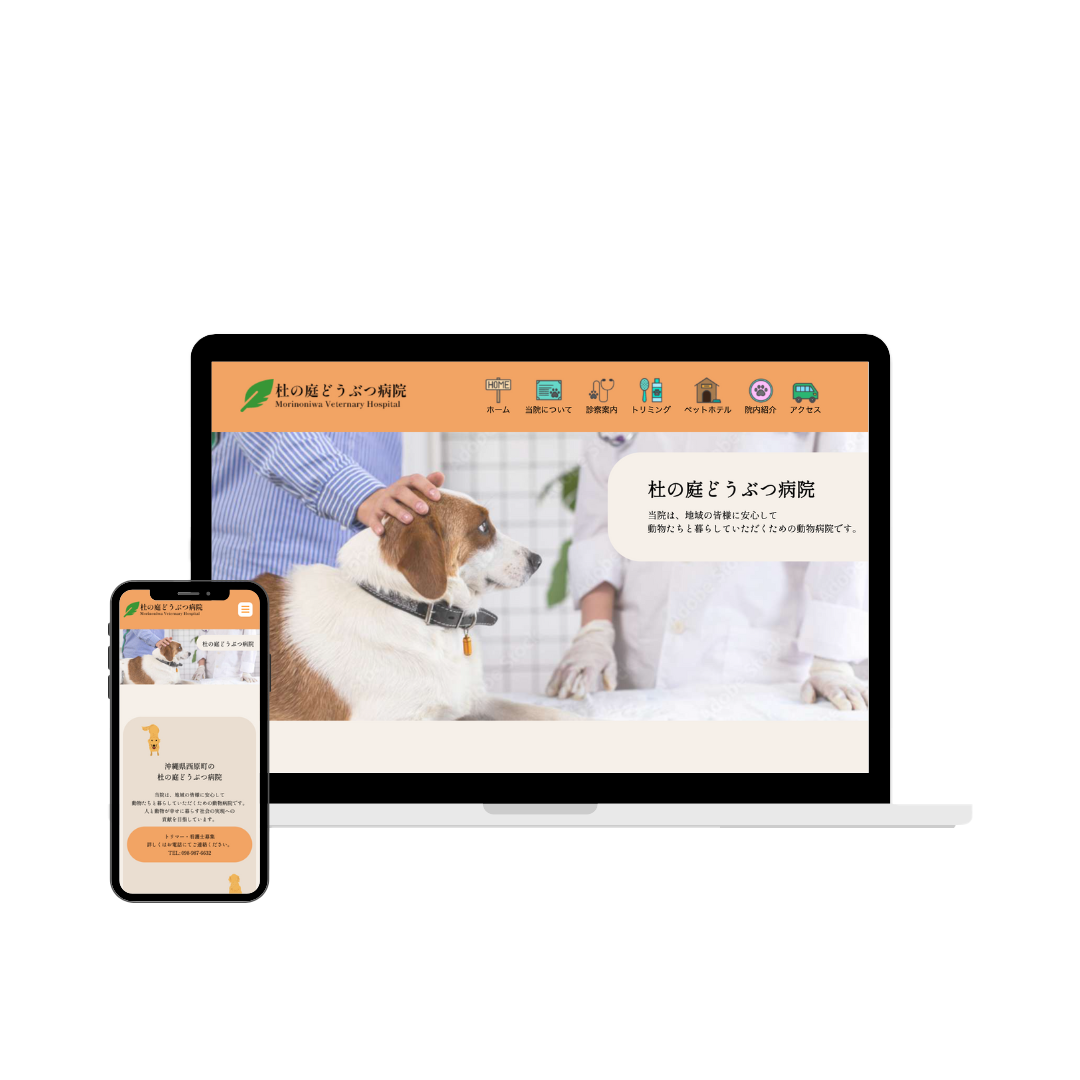 杜の庭どうぶつ病院
Morinoniwa Veternary Hospital
HOME
ホーム
当院について
診察案内
トリミング
ペットホテル
院内紹介
アクセス
杜の庭どうぶつ病院
当院は、地域の皆様に安心して
動物たちと暮らしていただくための動物病院です。
杜の庭どうぶつ病院
Morinoniwa Veternary Hospital
杜の庭どうぶつ病院
沖縄県西原町の
杜の庭どうぶつ病院
当院は、地域の皆様に安心して
動物たちと暮らしていただくための動物病院です。
人と動物が幸せに暮らす社会の実現への
貢献を目指しています。
トリマー・看護士募集
詳しくはお電話にてご連絡ください。
TEL: 098-987-6632